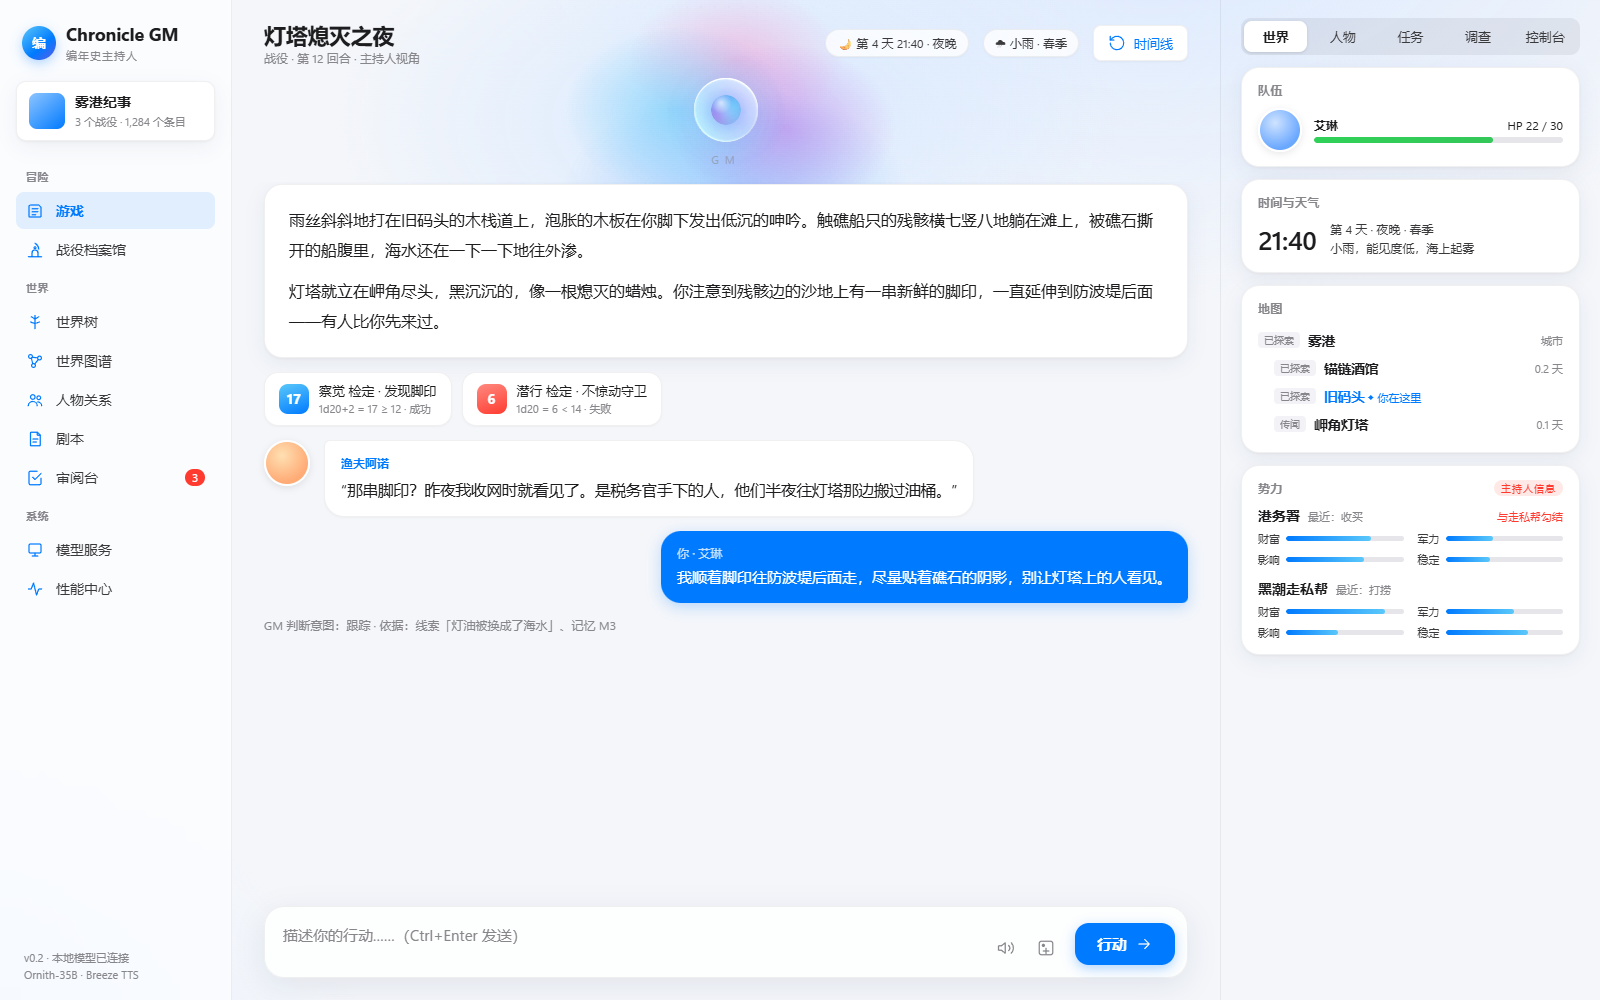 编
Chronicle GM
编年史主持人
雾港纪事
3 个战役 · 1,284 个条目
冒险
游戏
战役档案馆
世界
世界树
世界图谱
人物关系
剧本
审阅台
3
系统
模型服务
性能中心
v0.2 · 本地模型已连接
Ornith-35B · Breeze TTS
灯塔熄灭之夜
战役 · 第 12 回合 · 主持人视角
第 4 天 21:40 · 夜晚
小雨 · 春季
时间线
GM
雨丝斜斜地打在旧码头的木栈道上，泡胀的木板在你脚下发出低沉的呻吟。触礁船只的残骸横七竖八地躺在滩上，被礁石撕
开的船腹里，海水还在一下一下地往外渗。
灯塔就立在岬角尽头，黑沉沉的，像一根熄灭的蜡烛。你注意到残骸边的沙地上有一串新鲜的脚印，一直延伸到防波堤后面
——有人比你先来过。
17
察觉 检定 · 发现脚印
1d20+2 = 17 ≥ 12 · 成功
6
潜行 检定 · 不惊动守卫
1d20 = 6 < 14 · 失败
渔夫阿诺
“那串脚印？昨夜我收网时就看见了。是税务官手下的人，他们半夜往灯塔那边搬过油桶。”
你 · 艾琳
我顺着脚印往防波堤后面走，尽量贴着礁石的阴影，别让灯塔上的人看见。
GM 判断意图：跟踪 · 依据：线索「灯油被换成了海水」、记忆 M3
描述你的行动……（Ctrl+Enter 发送）
行动
世界
人物
任务
调查
控制台
队伍
艾琳
HP 22 / 30
时间与天气
21:40
第 4 天 · 夜晚 · 春季
小雨，能见度低，海上起雾
地图
已探索 雾港 城市
已探索 锚链酒馆 0.2 天
已探索 旧码头 • 你在这里
传闻 岬角灯塔 0.1 天
势力
主持人信息
港务署 最近：收买 与走私帮勾结
财富 军力
影响 稳定
黑潮走私帮 最近：打捞
财富 军力
影响 稳定